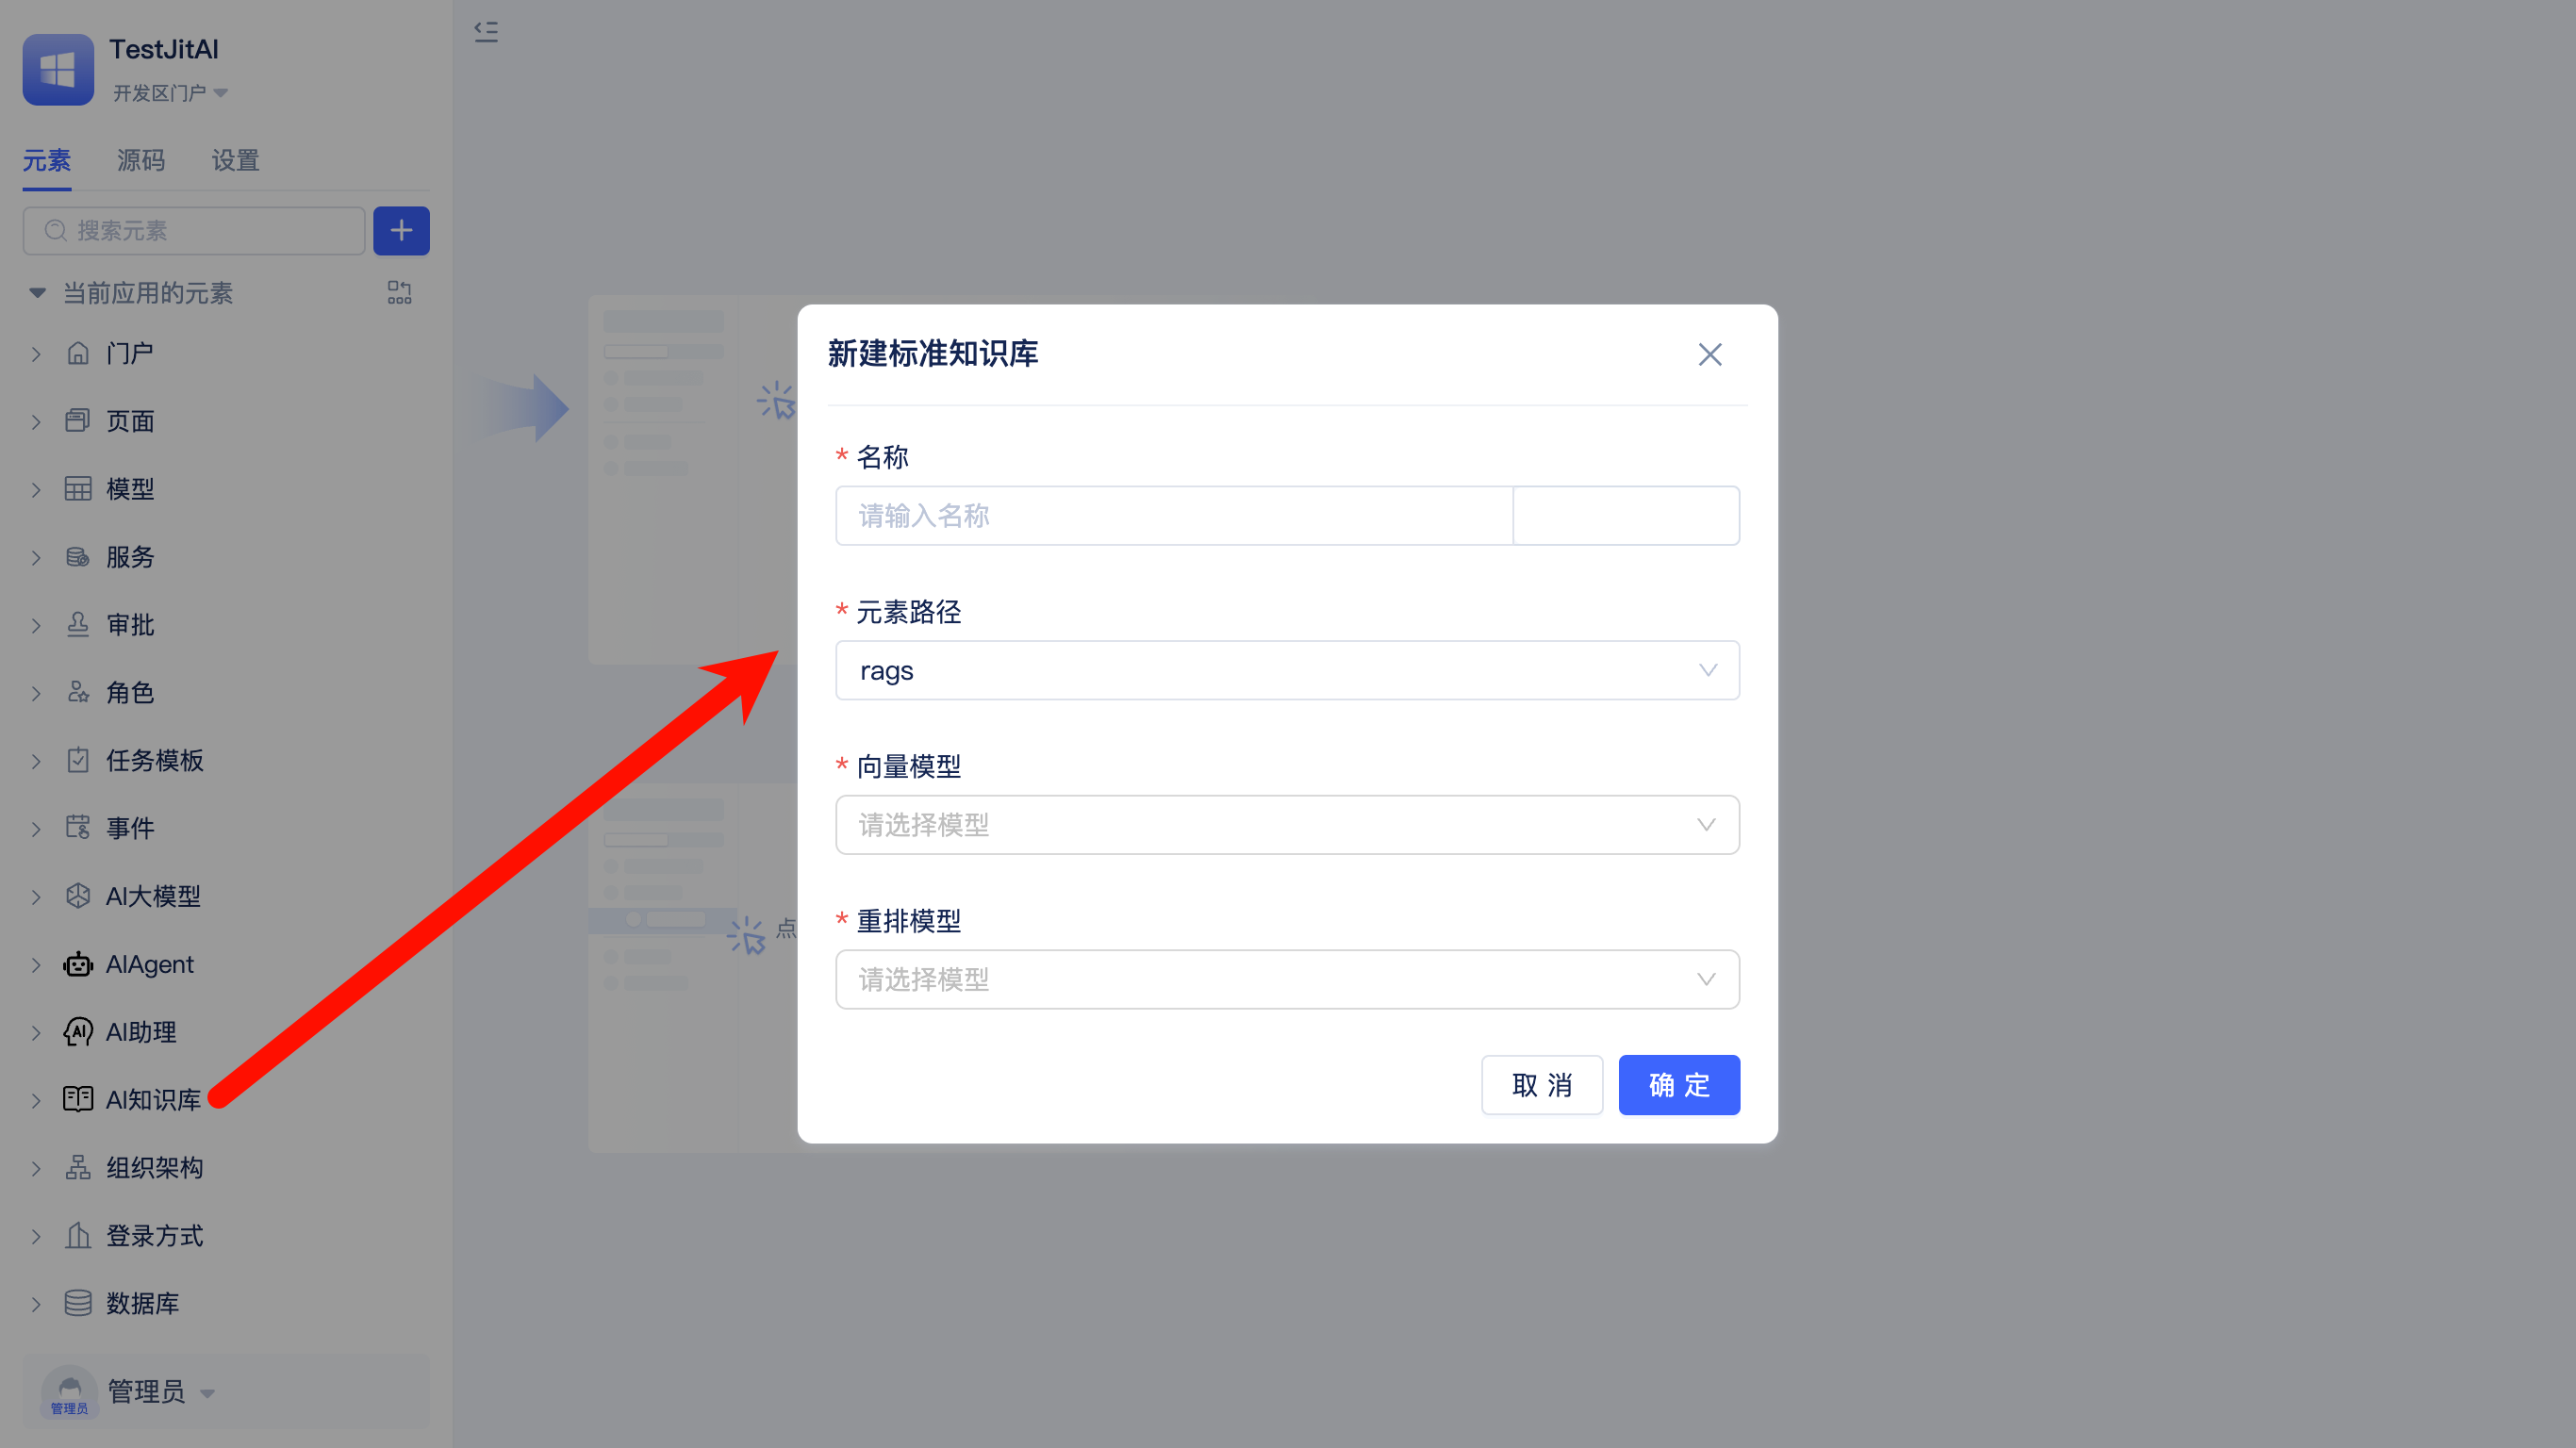 TestJitAI
开发区门户
元素 源码 设置
搜索元素
当前应用的元素
门户
页面
模型
服务
审批
角色
任务模板
事件
AI大模型
AIAgent
AI助理
AI知识库
组织架构
登录方式
数据库
管理员
管理员
点
新建标准知识库
* 名称
请输入名称
* 元素路径
rags
* 向量模型
请选择模型
* 重排模型
请选择模型
取 消 确 定